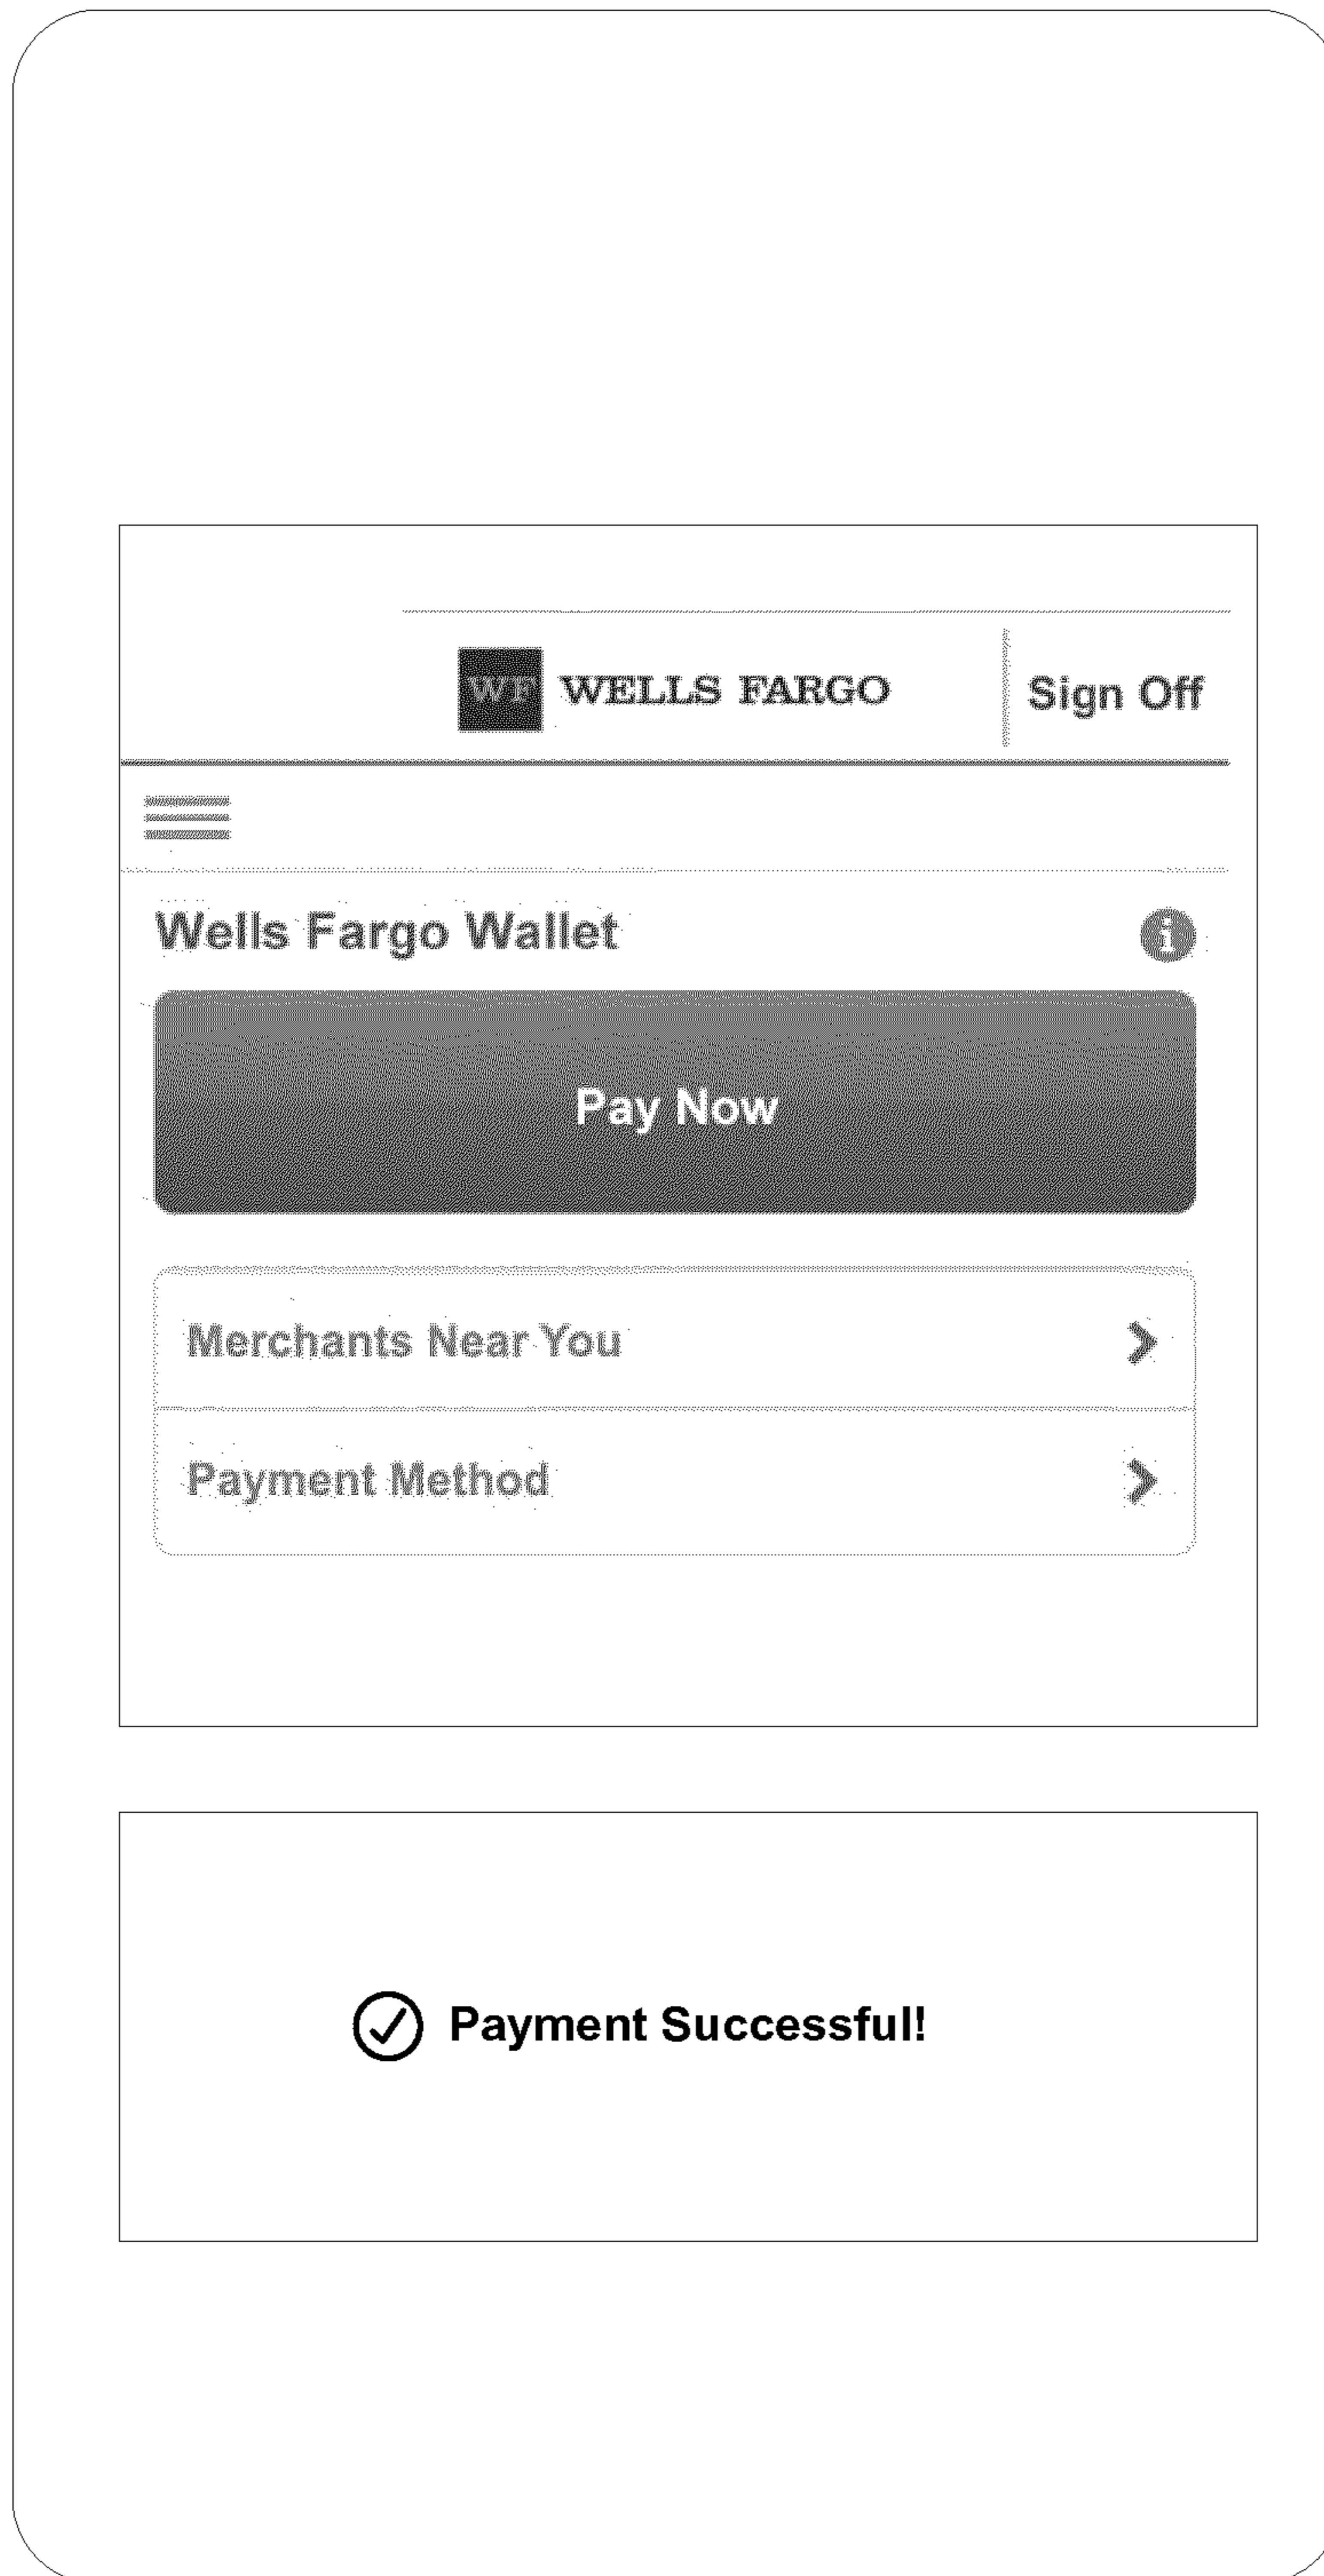 WF WELLS FARGO Sign Off
Wells Fargo Wallet i
Pay Now
Merchants Near You
Payment Method
Payment Successful!